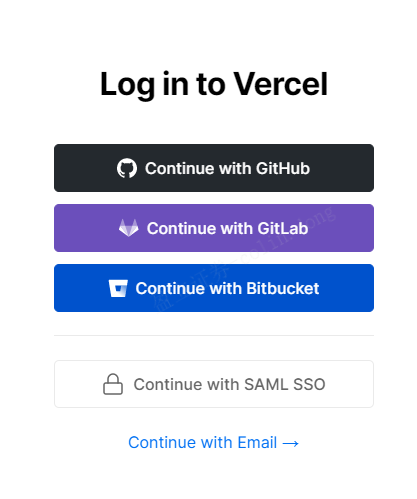 Log in to Vercel
Continue with GitHub
Continue with GitLab
Continue with Bitbucket
Continue with SAML SSO
Continue with Email →